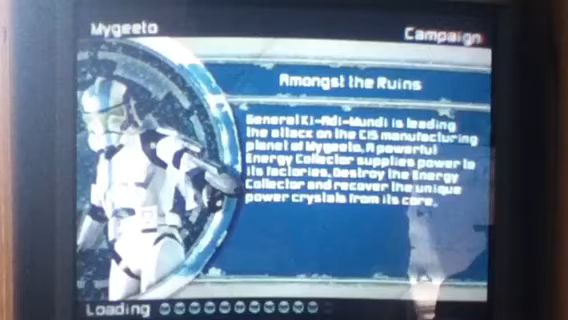 Mygeeto
Campaign
Amongst the Ruins
General Ki-Adi-Mundi is leading
the attack on the CIS manufacturing
planet of Mygeeto. A powerful
Energy Collector supplies power to
its factories. Destroy the Energy
Collector and recover the unique
power crystals from its core.
Loading